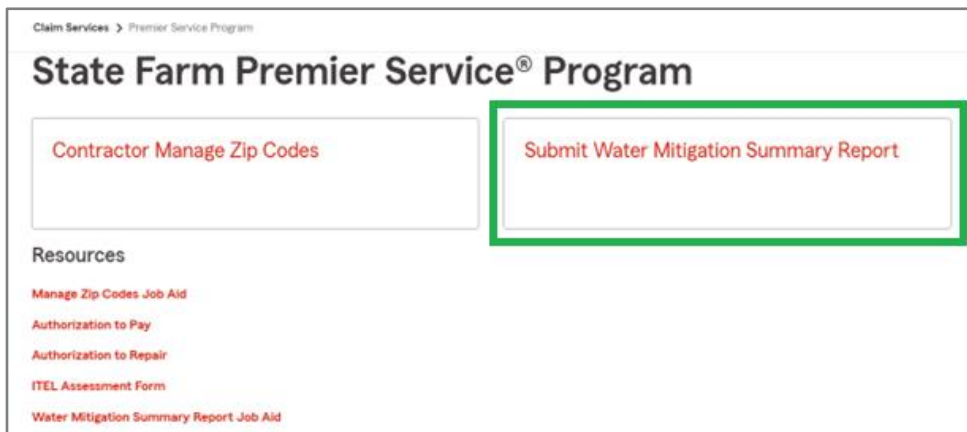 Claim Services > Premier Service Program
State Farm Premier Service® Program
Contractor Manage Zip Codes
Submit Water Mitigation Summary Report
Resources
Manage Zip Codes Job Aid
Authorization to Pay
Authorization to Repair
ITEL Assessment Form
Water Mitigation Summary Report Job Aid